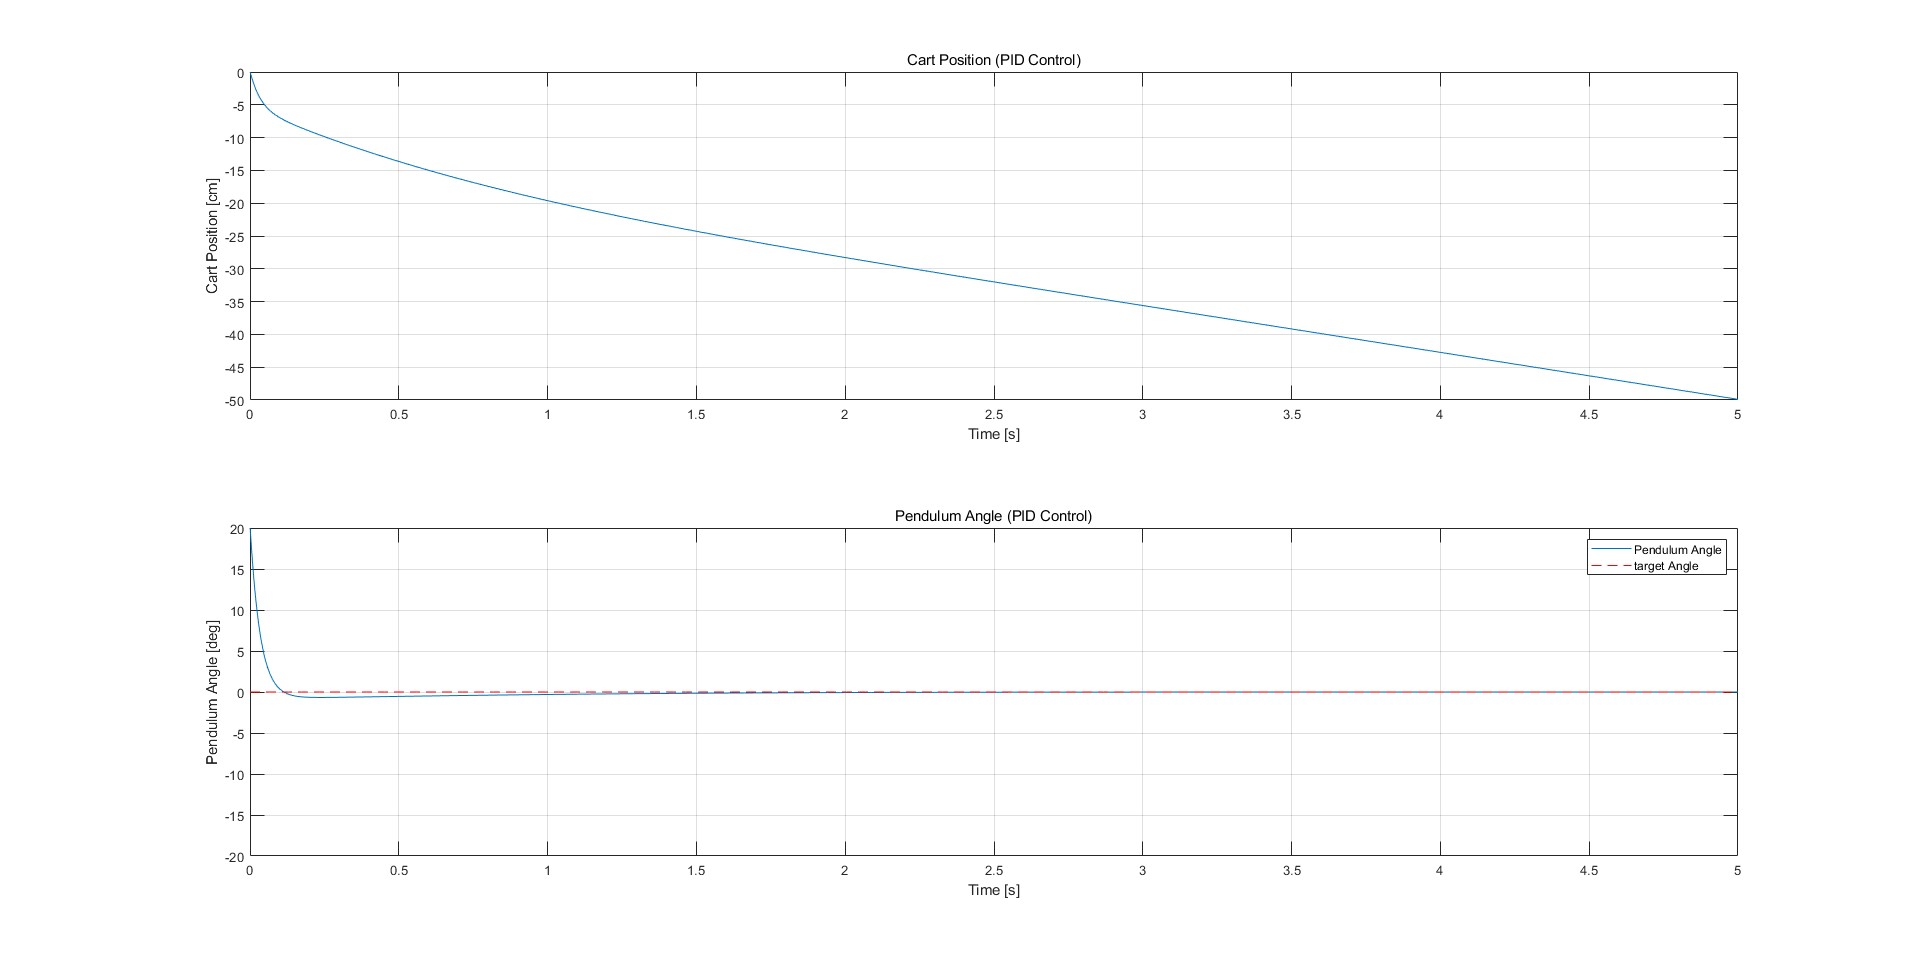 Cart Position (PID Control)
0
-5
-10
-15
-20
-25
-30
-35
-40
-45
-50
Cart Position [cm]
0 0.5 1 1.5 2 2.5 3 3.5 4 4.5 5
Time [s]
Pendulum Angle (PID Control)
20
15
10
5
0
-5
-10
-15
-20
Pendulum Angle [deg]
Pendulum Angle
target Angle
0 0.5 1 1.5 2 2.5 3 3.5 4 4.5 5
Time [s]